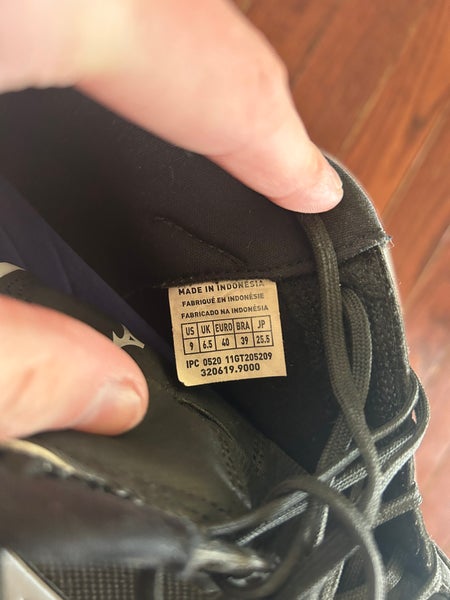 MADE IN INDONESIA
FABRIQUÉ EN INDONÉSIE
FABRICADO NA INDONÉSIA
US UK EURO BRA JP
9 6.5 40 39 25.5
IPC 0520 11GT205209
320619.9000